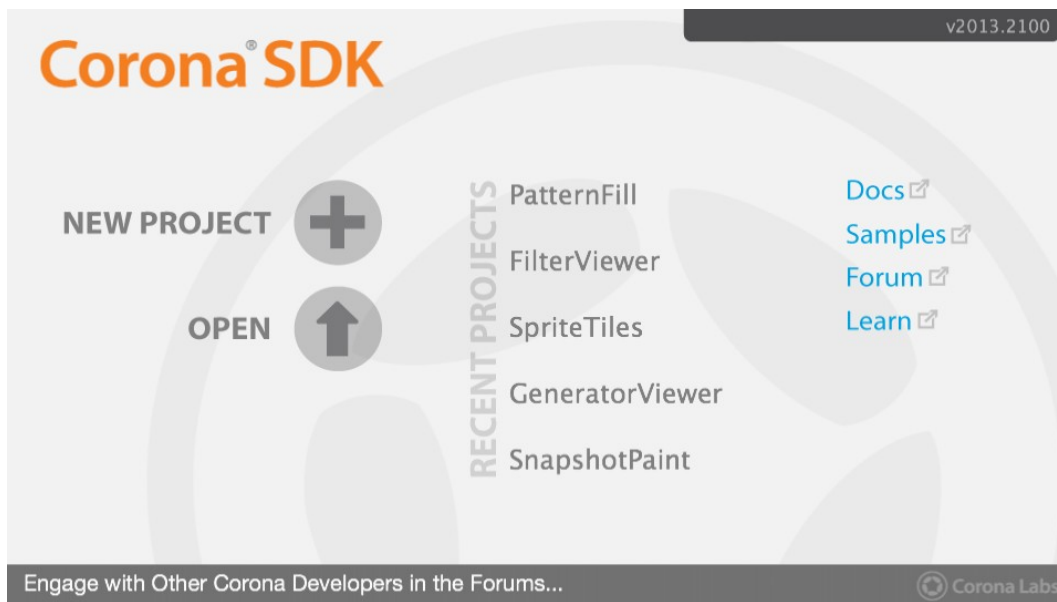 v2013.2100
Corona® SDK
NEW PROJECT
OPEN
RECENT PROJECTS
PatternFill
FilterViewer
SpriteTiles
GeneratorViewer
SnapshotPaint
Docs
Samples
Forum
Learn
Engage with Other Corona Developers in the Forums...
Corona Labs